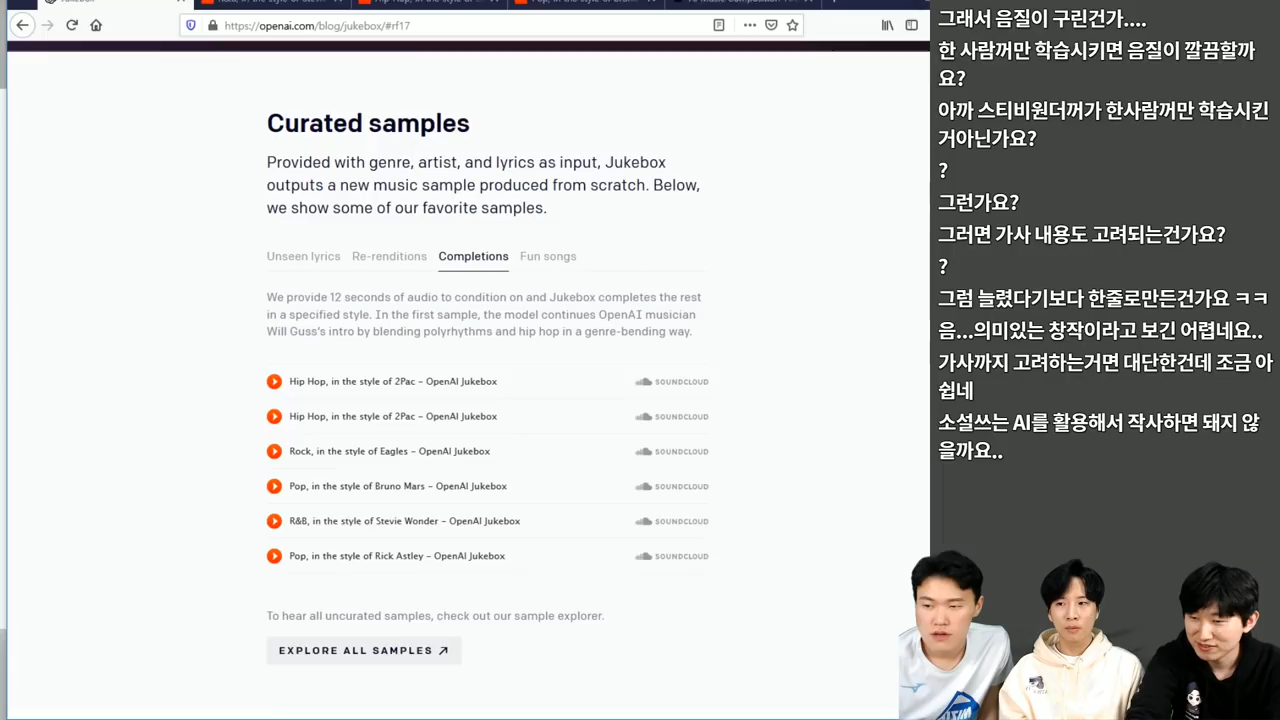 https://openai.com/blog/jukebox/#rf17
Curated samples
Provided with genre, artist, and lyrics as input, Jukebox
outputs a new music sample produced from scratch. Below,
we show some of our favorite samples.
Unseen lyrics Re-renditions Completions Fun songs
We provide 12 seconds of audio to condition on and Jukebox completes the rest
in a specified style. In the first sample, the model continues OpenAI musician
Will Guss's intro by blending polyrhythms and hip hop in a genre-bending way.
Hip Hop, in the style of 2Pac – OpenAI Jukebox SOUNDCLOUD
Hip Hop, in the style of 2Pac – OpenAI Jukebox SOUNDCLOUD
Rock, in the style of Eagles – OpenAI Jukebox SOUNDCLOUD
Pop, in the style of Bruno Mars – OpenAI Jukebox SOUNDCLOUD
R&B, in the style of Stevie Wonder – OpenAI Jukebox SOUNDCLOUD
Pop, in the style of Rick Astley – OpenAI Jukebox SOUNDCLOUD
To hear all uncurated samples, check out our sample explorer.
EXPLORE ALL SAMPLES
그래서 음질이 구린건가....
한 사람꺼만 학습시키면 음질이 깔끔할까
요?
아까 스티비원더꺼가 한사람꺼만 학습시킨
거아닌가요?
?
그런가요?
그러면 가사 내용도 고려되는건가요?
?
그럼 늘렸다기보다 한줄로만든건가요 ㅋㅋ
음...의미있는 창작이라고 보긴 어렵네요..
가사까지 고려하는거면 대단한건데 조금 아
쉽네
소설쓰는 AI를 활용해서 작사하면 돼지 않
을까요..